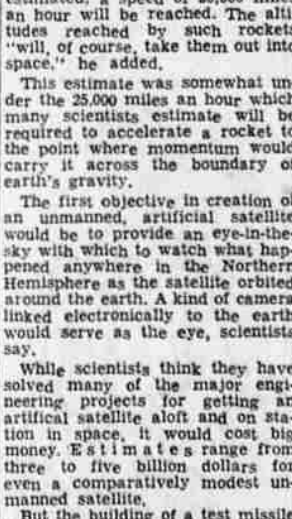 an hour will be reached. The alti
tudes reached by such rockets
"will, of course, take them out into
space," he added.
This estimate was somewhat un
der the 25,000 miles an hour which
many scientists estimate will be
required to accelerate a rocket to
the point where momentum would
carry it across the boundary of
earth's gravity.
The first objective in creation of
an unmanned, artificial satellite
would be to provide an eye-in-the-
sky with which to watch what hap-
pened anywhere in the Northern
Hemisphere as the satellite orbited
around the earth. A kind of camera
linked electronically to the earth
would serve as the eye, scientists
say.
While scientists think they have
solved many of the major engi-
neering projects for getting an
artifical satellite aloft and on sta-
tion in space, it would cost big
money. Estimates range from
three to five billion dollars for
even a comparatively modest un-
manned satellite.
But the building of a test missile